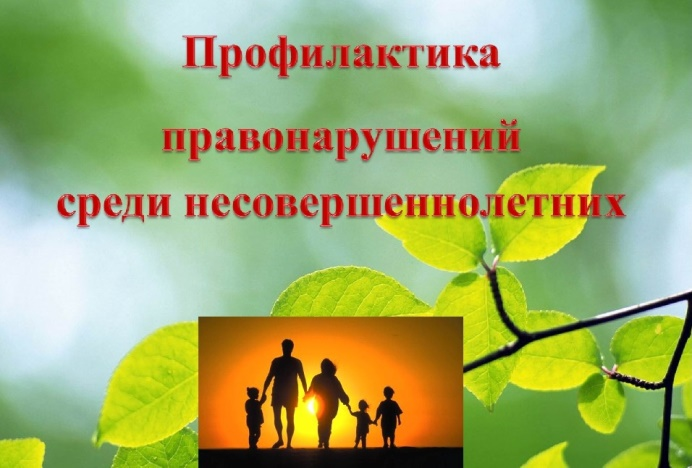 Профилактика
правонарушений
среди несовершеннолетних